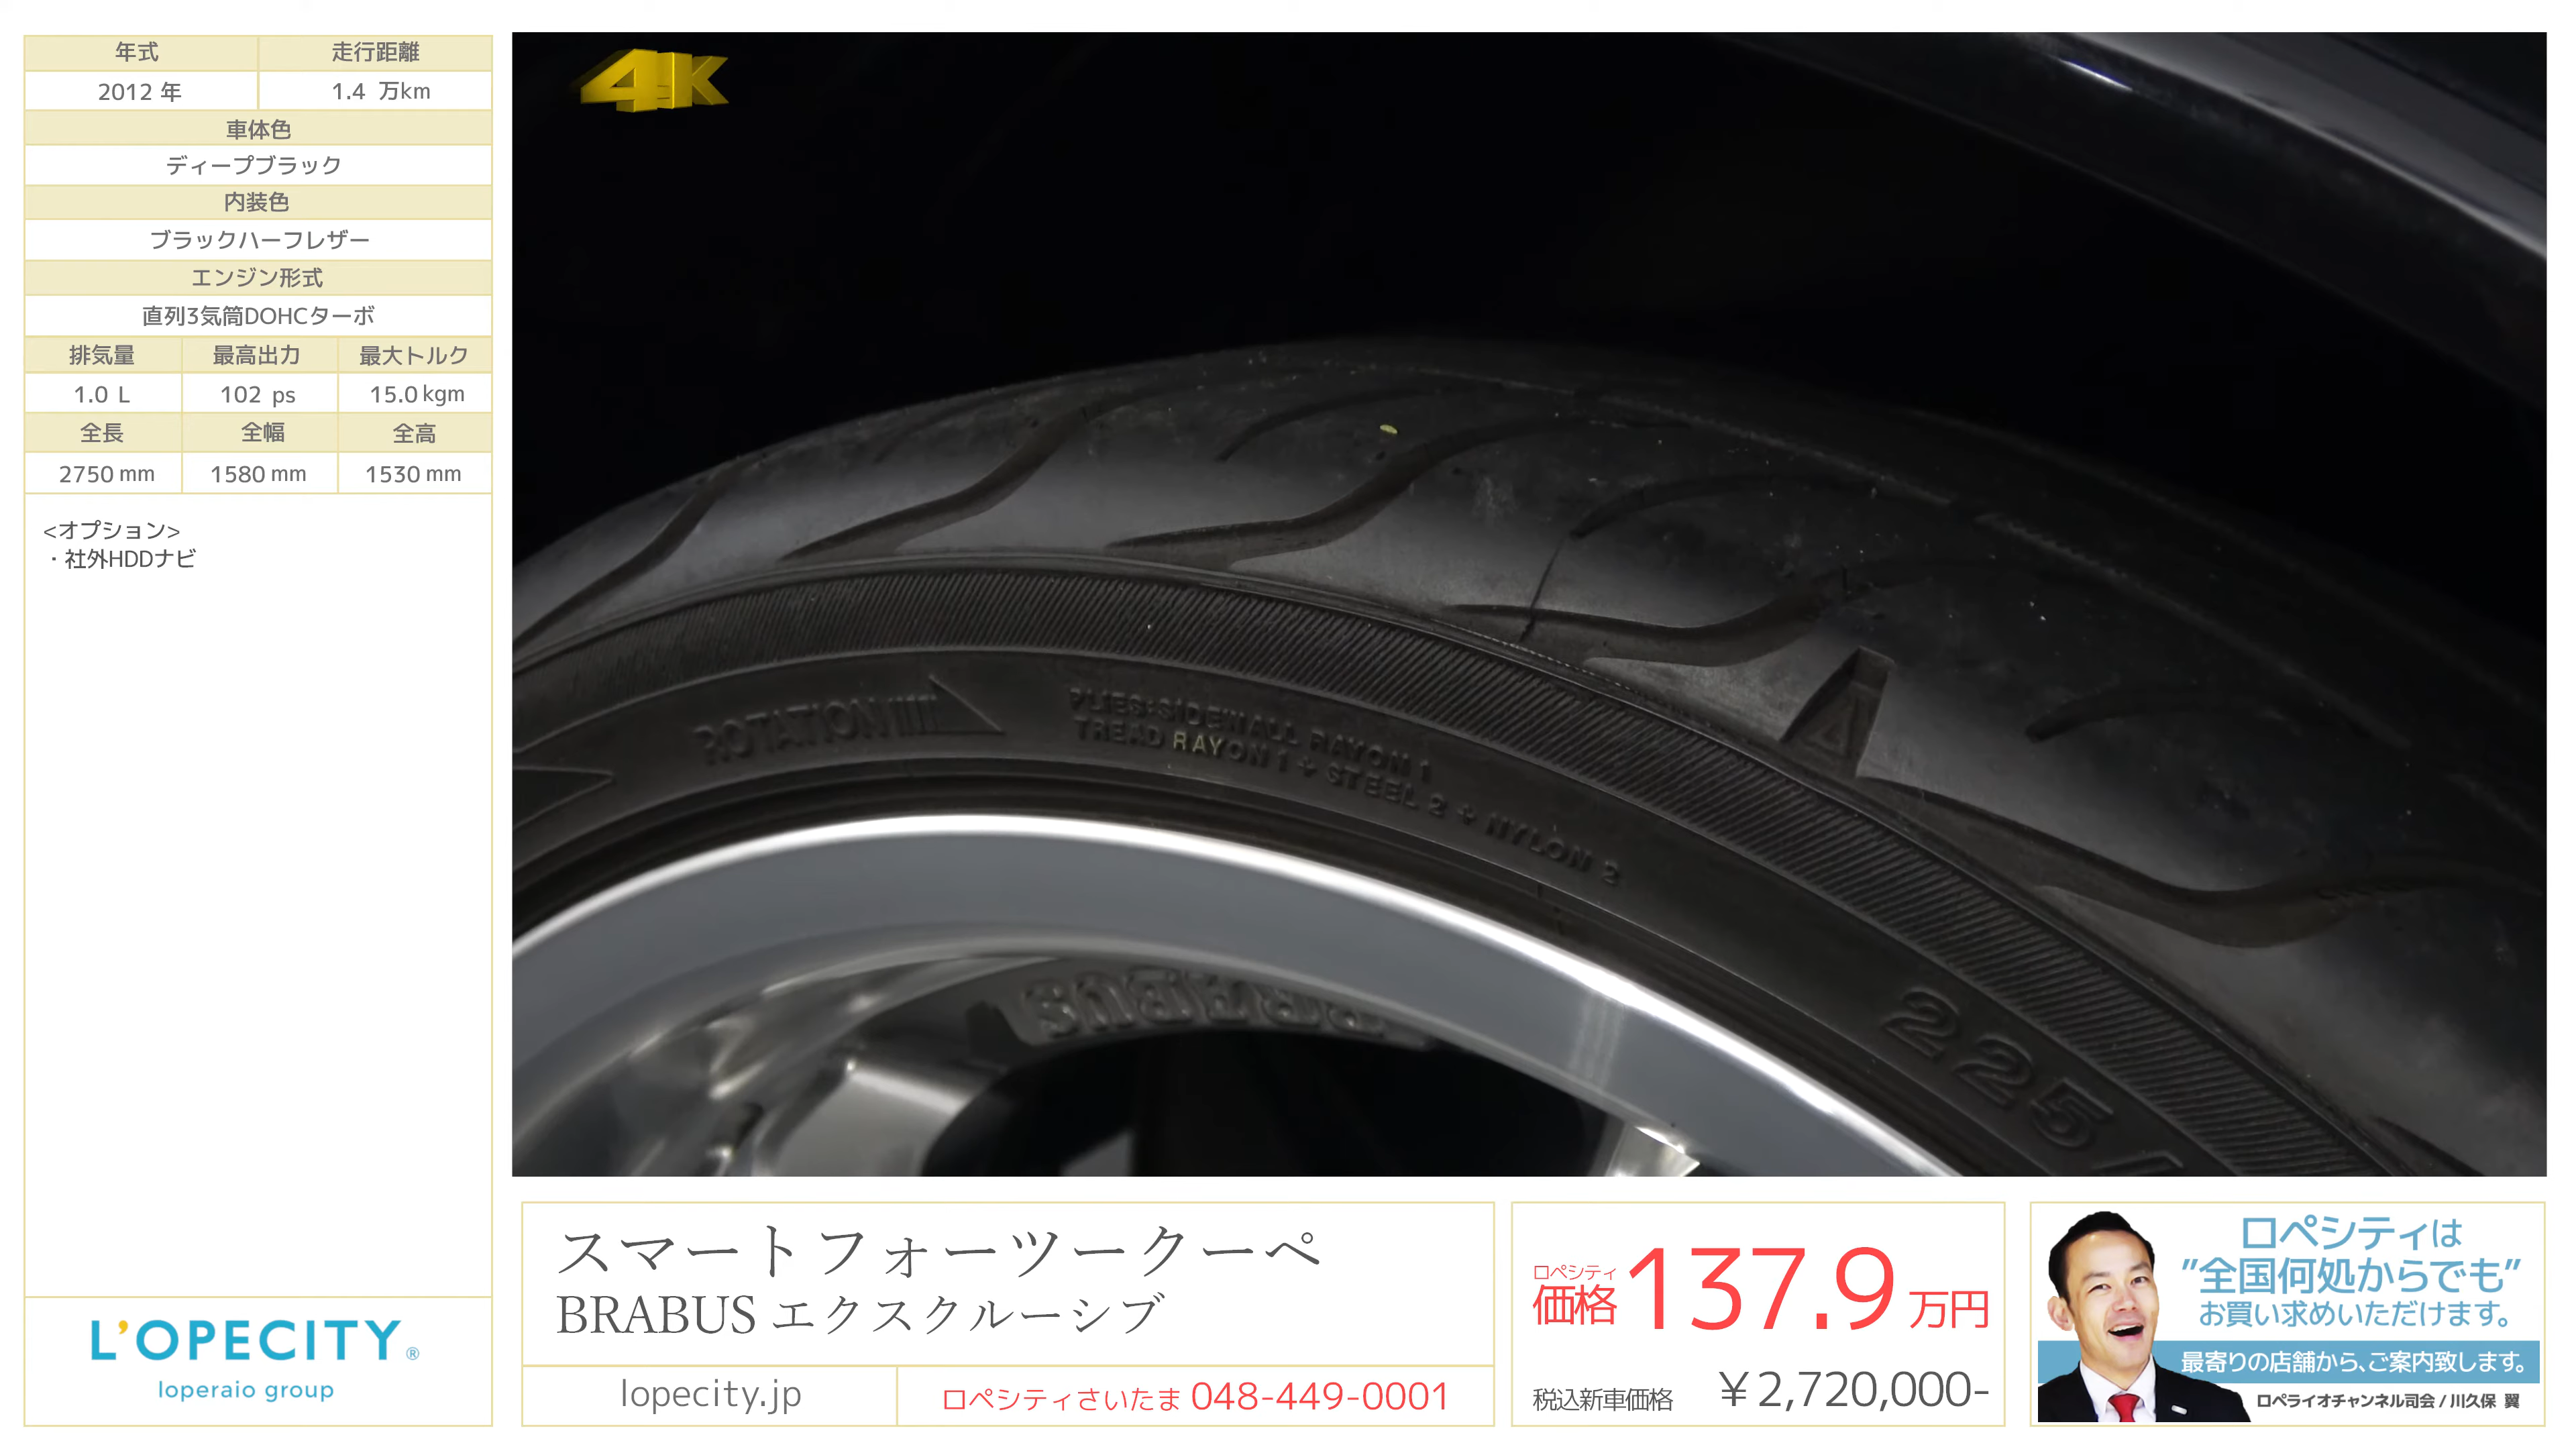 年式 走行距離
2012 年 1.4 万km
車体色
ディープブラック
内装色
ブラックハーフレザー
エンジン形式
直列3気筒DOHCターボ
排気量 最高出力 最大トルク
1.0 L 102 ps 15.0 kgm
全長 全幅 全高
2750 mm 1580 mm 1530 mm
<オプション>
・社外HDDナビ
L'OPECITY®
loperaio group
4K
ROTATION
PLIES:SIDEWALL RAYON 1
TREAD RAYON 1 + STEEL 2 + NYLON 2
225/
BRABUS
スマートフォーツークーペ
BRABUS エクスクルーシブ
lopecity.jp
ロペシティさいたま 048-449-0001
ロペシティ
価格 137.9 万円
税込新車価格 ￥2,720,000-
ロペシティは
”全国何処からでも”
お買い求めいただけます。
最寄りの店舗から、ご案内致します。
ロペライオチャンネル司会 / 川久保 翼